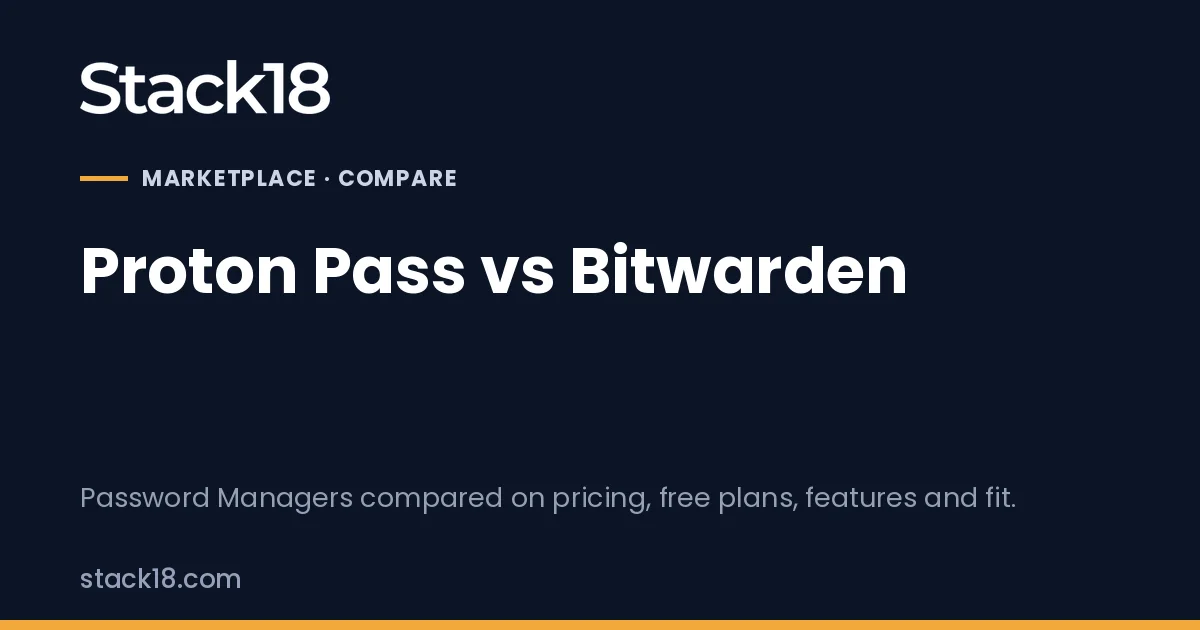 Stack18
MARKETPLACE · COMPARE
Proton Pass vs Bitwarden
Password Managers compared on pricing, free plans, features and fit.
stack18.com